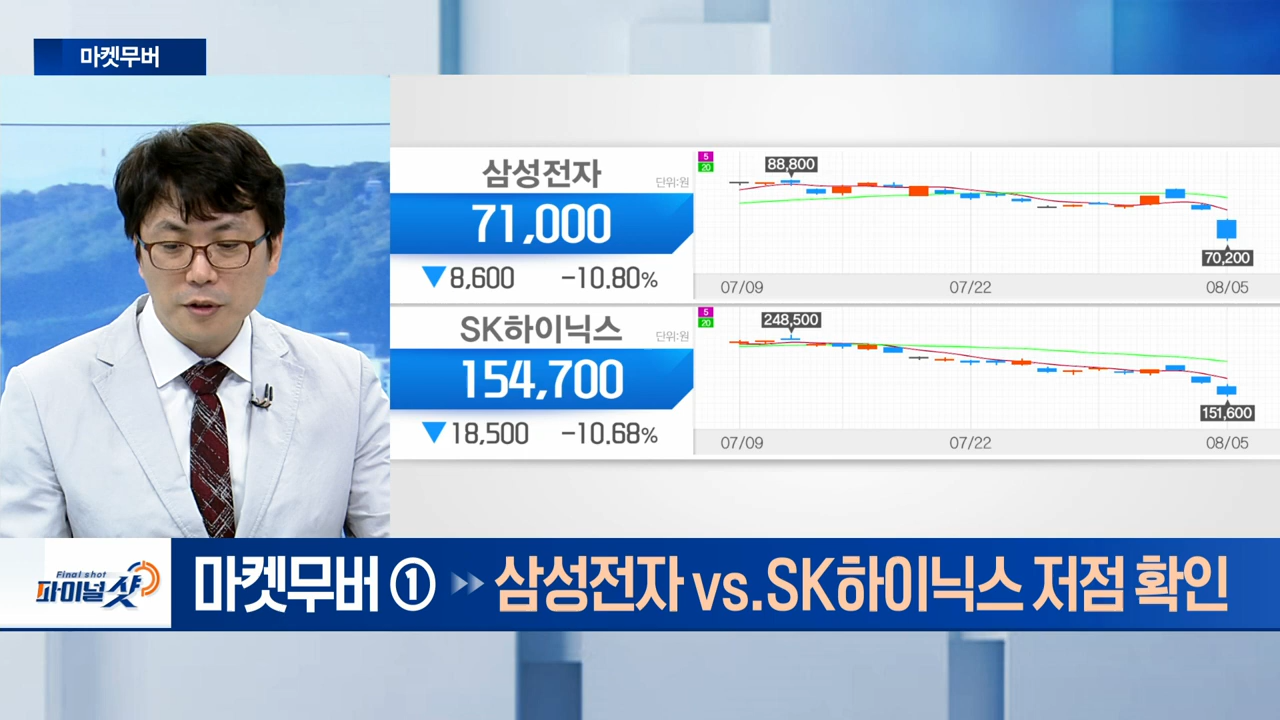 마켓무버
삼성전자
단위:원
71,000
▼8,600 -10.80%
5
20
88,800
70,200
07/09 07/22 08/05
SK하이닉스
단위:원
154,700
▼18,500 -10.68%
5
20
248,500
151,600
07/09 07/22 08/05
Final shot
파이널샷
마켓무버 ① 삼성전자 vs.SK하이닉스 저점 확인